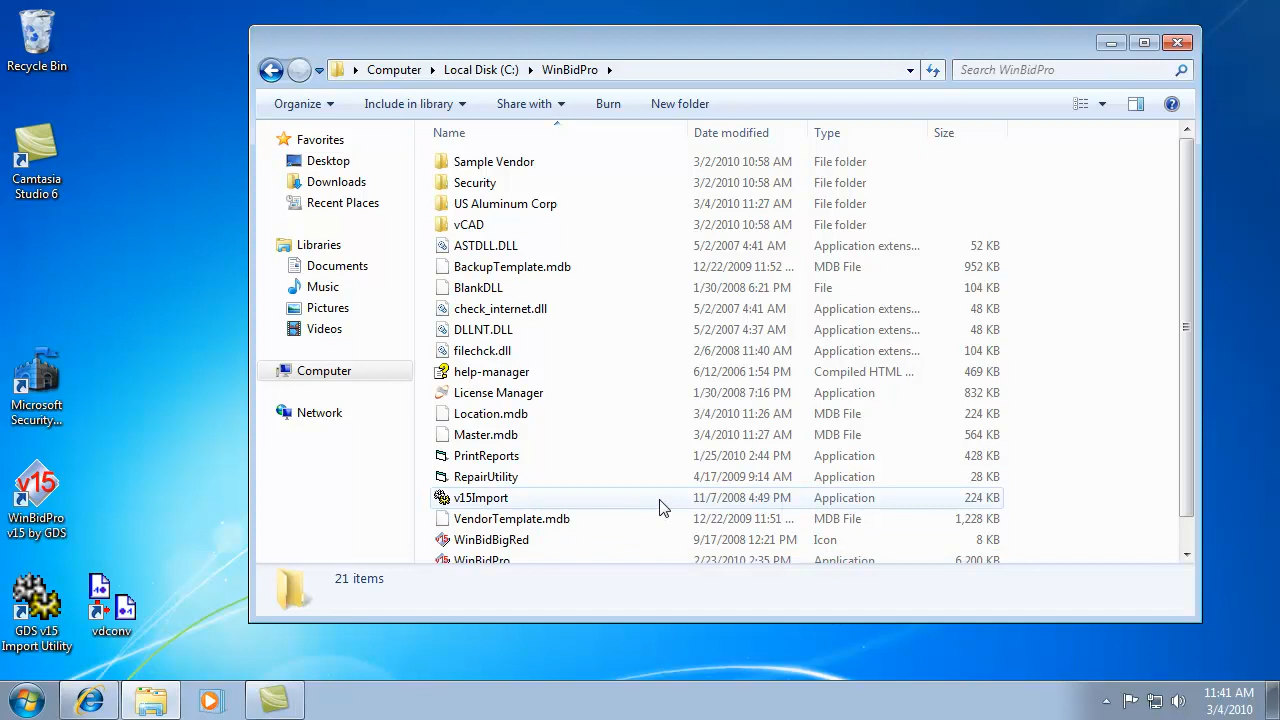 Recycle Bin
Camtasia
Studio 6
Microsoft
Security...
v15
WinBidPro
v15 by GDS
GDS v15
Import Utility
vdconv
Computer
Local Disk (C:)
WinBidPro
Search WinBidPro
Organize
Include in library
Share with
Burn
New folder
Favorites
Desktop
Downloads
Recent Places
Libraries
Documents
Music
Pictures
Videos
Computer
Network
Name Date modified Type Size
Sample Vendor 3/2/2010 10:58 AM File folder
Security 3/2/2010 10:58 AM File folder
US Aluminum Corp 3/4/2010 11:27 AM File folder
vCAD 3/2/2010 10:58 AM File folder
ASTDLL.DLL 5/2/2007 4:41 AM Application extens... 52 KB
BackupTemplate.mdb 12/22/2009 11:52 ... MDB File 952 KB
BlankDLL 1/30/2008 6:21 PM File 104 KB
check_internet.dll 5/2/2007 4:41 AM Application extens... 48 KB
DLLNT.DLL 5/2/2007 4:37 AM Application extens... 48 KB
filechck.dll 2/6/2008 11:40 AM Application extens... 104 KB
help-manager 6/12/2006 1:54 PM Compiled HTML ... 469 KB
License Manager 1/30/2008 7:16 PM Application 832 KB
Location.mdb 3/4/2010 11:26 AM MDB File 224 KB
Master.mdb 3/4/2010 11:27 AM MDB File 564 KB
PrintReports 1/25/2010 2:44 PM Application 428 KB
RepairUtility 4/17/2009 9:14 AM Application 28 KB
v15Import 11/7/2008 4:49 PM Application 224 KB
VendorTemplate.mdb 12/22/2009 11:51 ... MDB File 1,228 KB
WinBidBigRed 9/17/2008 12:21 PM Icon 8 KB
WinBidPro 2/23/2010 2:35 PM Application 6,200 KB
21 items
11:41 AM
3/4/2010